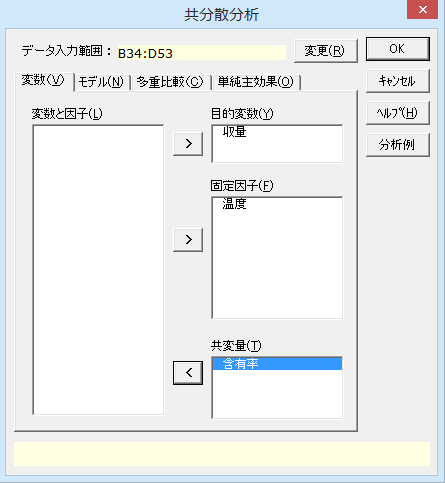 共分散分析
データ入力範囲： B34:D53 変更(R) OK
変数(V) モデル(N) 多重比較(C) 単純主効果(O) ｷｬﾝｾﾙ
変数と因子(L) 目的変数(Y) ﾍﾙﾌﾟ(H)
収量
分析例
固定因子(F)
温度
共変量(T)
含有率